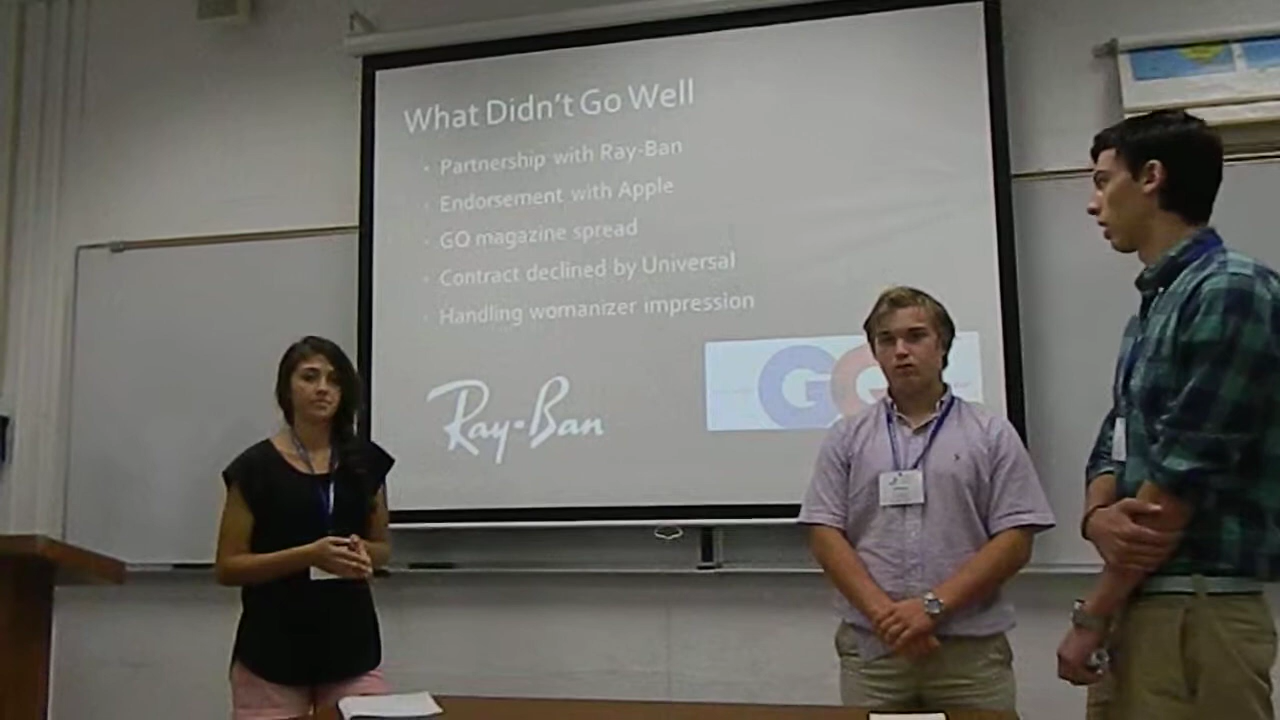 What Didn't Go Well
• Partnership with Ray-Ban
• Endorsement with Apple
• GQ magazine spread
• Contract declined by Universal
• Handling womanizer impression
Ray-Ban
GQ